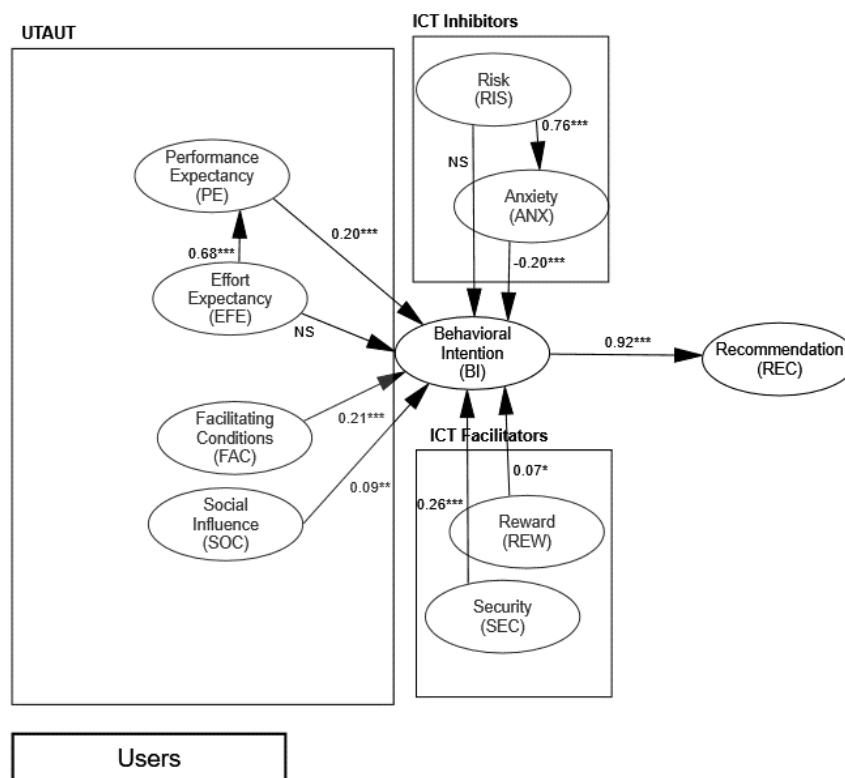 UTAUT
ICT Inhibitors
Risk
(RIS)
0.76***
NS
Performance
Expectancy
(PE)
Anxiety
(ANX)
0.20***
0.68***
-0.20***
Effort
Expectancy
(EFE)
NS
Behavioral
Intention
(BI)
0.92***
Recommendation
(REC)
Facilitating
Conditions
(FAC)
0.21***
ICT Facilitators
0.07*
0.09**
0.26***
Social
Influence
(SOC)
Reward
(REW)
Security
(SEC)
Users